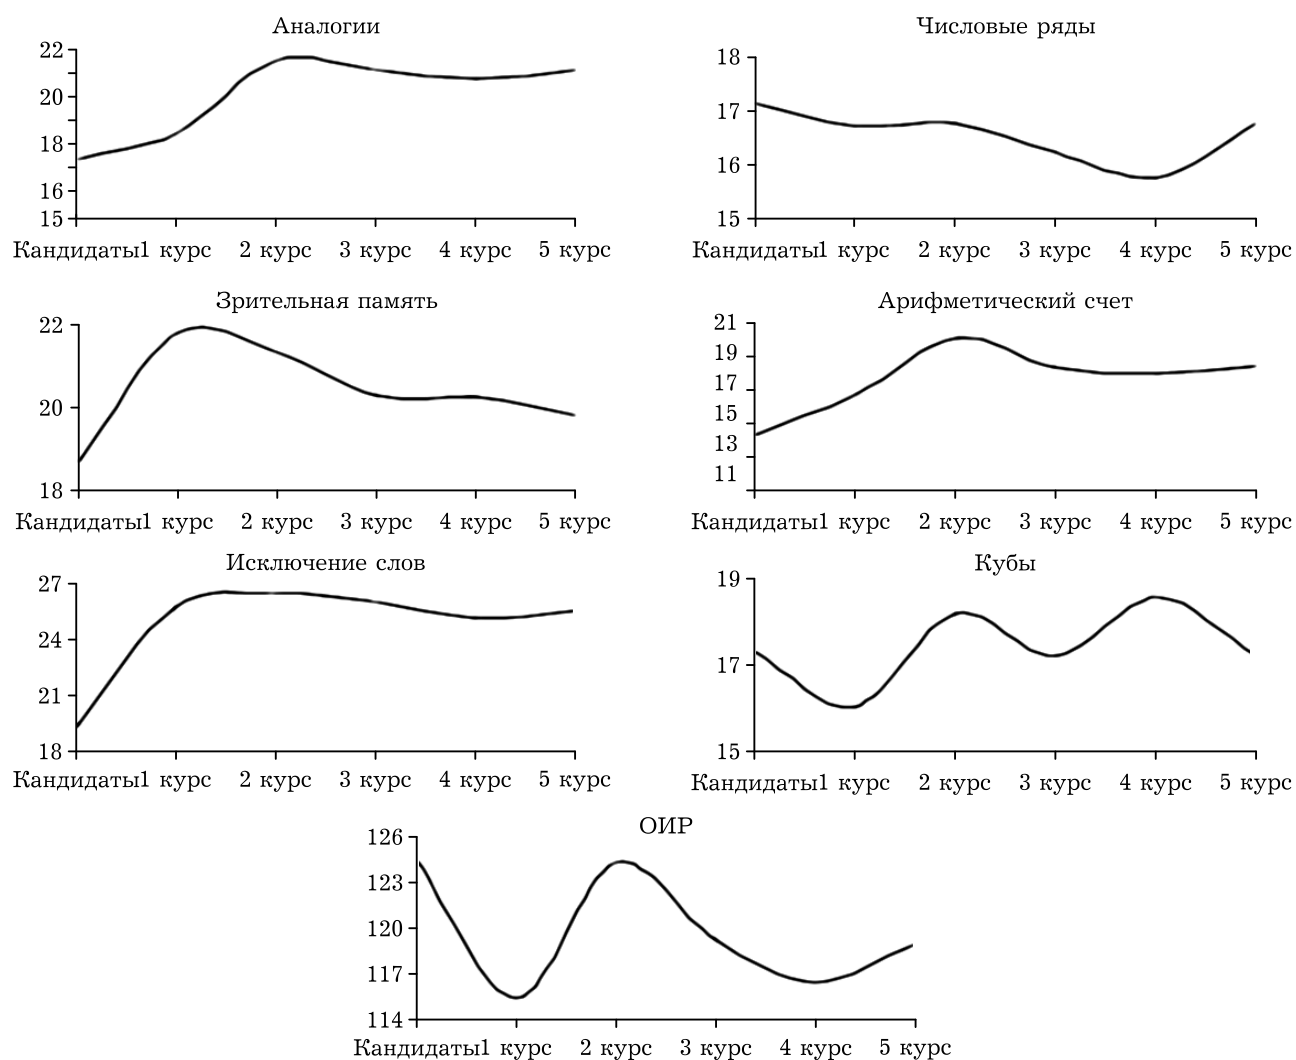 Аналогии
22
20
18
16
15
Кандидаты1 курс 2 курс 3 курс 4 курс 5 курс
Числовые ряды
18
17
16
15
Кандидаты1 курс 2 курс 3 курс 4 курс 5 курс
Зрительная память
22
20
18
Кандидаты1 курс 2 курс 3 курс 4 курс 5 курс
Арифметический счет
21
19
17
15
13
11
Кандидаты1 курс 2 курс 3 курс 4 курс 5 курс
Исключение слов
27
24
21
18
Кандидаты1 курс 2 курс 3 курс 4 курс 5 курс
Кубы
19
17
15
Кандидаты1 курс 2 курс 3 курс 4 курс 5 курс
ОИР
126
123
120
117
114
Кандидаты1 курс 2 курс 3 курс 4 курс 5 курс